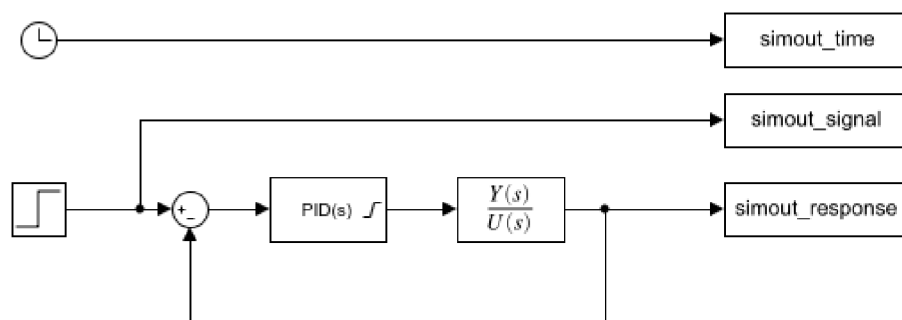 simout_time
simout_signal
+
−
PID(s)
Y(s)
U(s)
simout_response